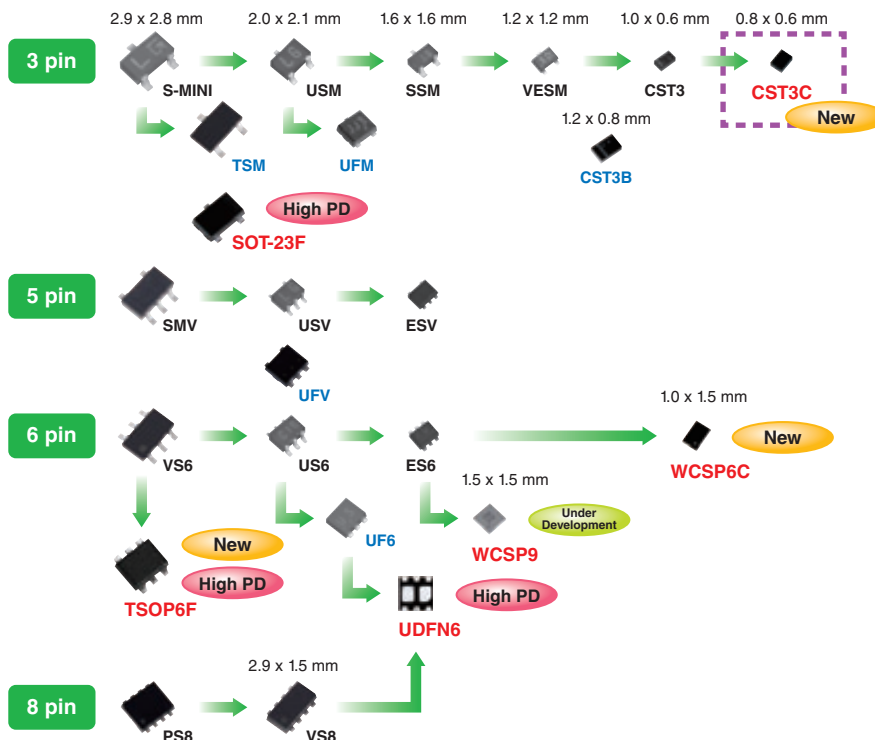 2.9 x 2.8 mm
2.0 x 2.1 mm
1.6 x 1.6 mm
1.2 x 1.2mm
1.0 x 0.6 mm
0.8 x 0.6 mm
3 pin
S-MINI
USM
SSM
VESM
CST3
CST3C
New
1.2 x 0.8 mm
TSM
UFM
CST3B
High PD
SOT-23F
5 pin
SMV
USV
ESV
UFV
1.0 x 1.5 mm
6 pin
VS6
US6
ES6
New
WCSP6C
1.5 x 1.5 mm
Under
Development
New
UF6
WCSP9
High PD
TSOP6F
High PD
UDFN6
2.9 x 1.5 mm
8 pin
PS8
VS8